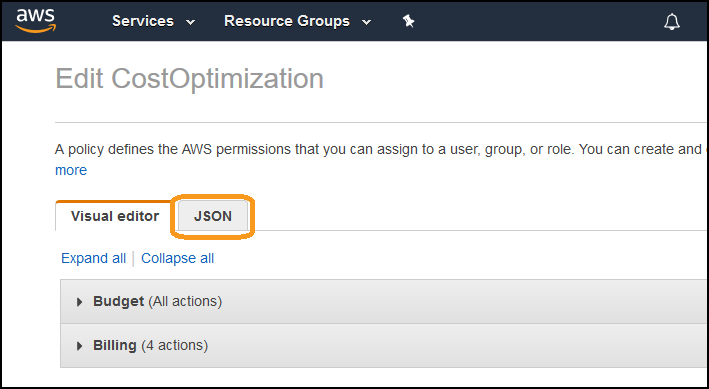 aws Services Resource Groups
Edit CostOptimization
A policy defines the AWS permissions that you can assign to a user, group, or role. You can create and
more
Visual editor JSON
Expand all Collapse all
Budget (All actions)
Billing (4 actions)